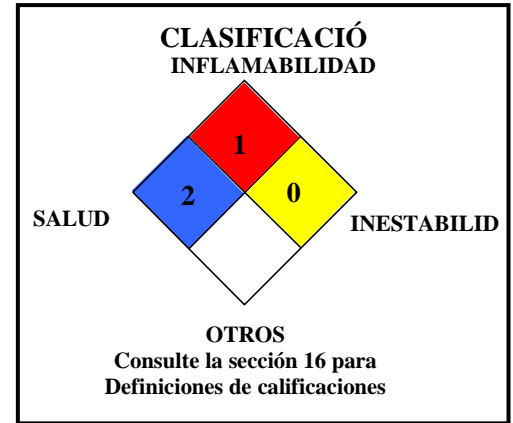 CLASIFICACIÓ
INFLAMABILIDAD
1
2
0
SALUD
INESTABILID
OTROS
Consulte la sección 16 para
Definiciones de calificaciones